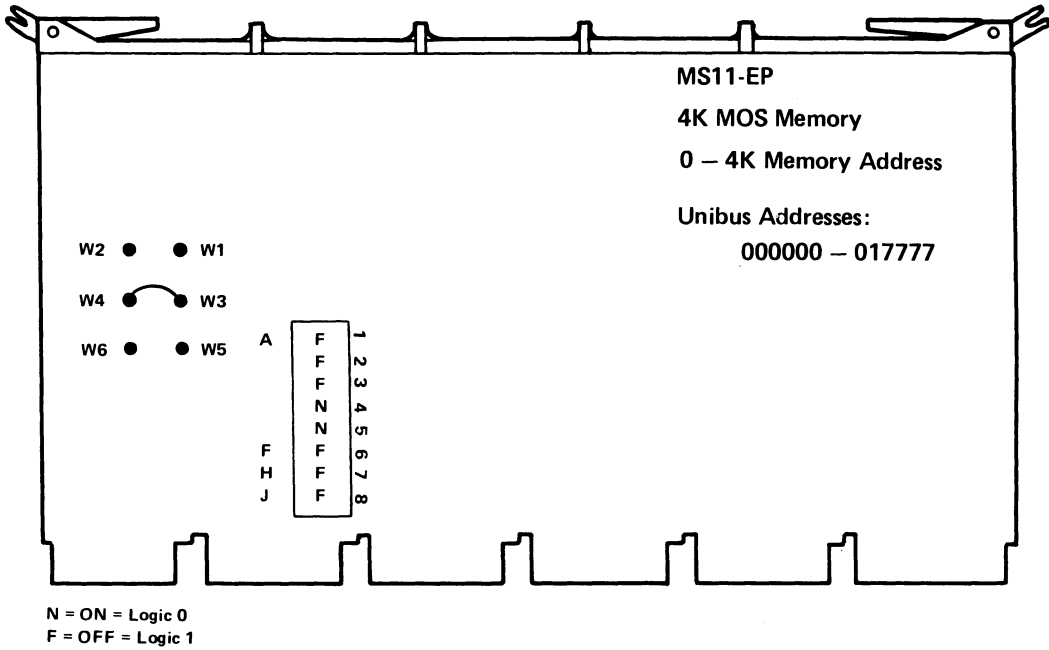 MS11-EP
4K MOS Memory
0 – 4K Memory Address
Unibus Addresses:
000000 – 017777
W2 W1
W4 W3
W6 W5
A F 1
F 2
F 3
N 4
N 5
F F 6
H F 7
J F 8
N = ON = Logic 0
F = OFF = Logic 1